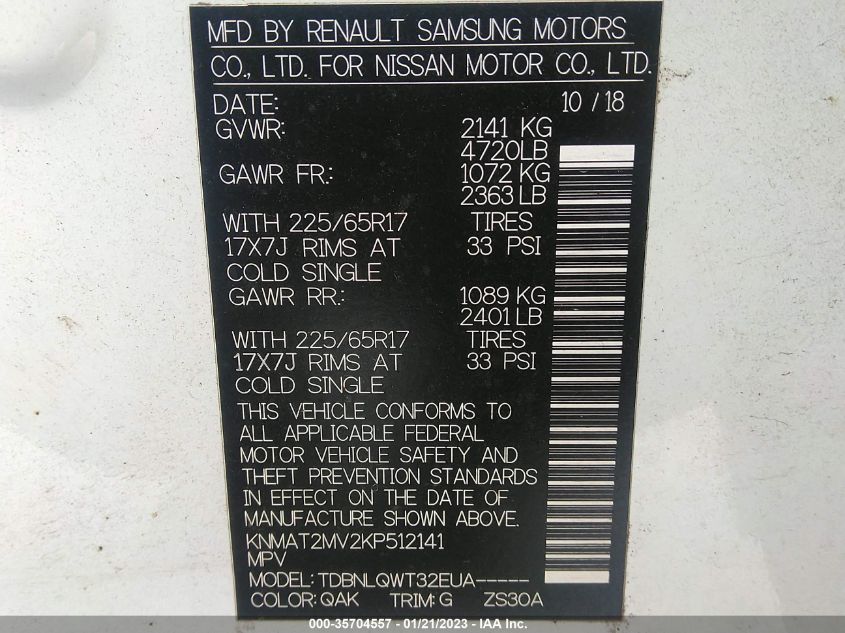 MFD BY RENAULT SAMSUNG MOTORS
CO., LTD. FOR NISSAN MOTOR CO., LTD.
DATE: 10 / 18
GVWR: 2141 KG
4720LB
GAWR FR.: 1072 KG
2363 LB
WITH 225/65R17 TIRES
17X7J RIMS AT 33 PSI
COLD SINGLE
GAWR RR.: 1089 KG
2401 LB
WITH 225/65R17 TIRES
17X7J RIMS AT 33 PSI
COLD SINGLE
THIS VEHICLE CONFORMS TO
ALL APPLICABLE FEDERAL
MOTOR VEHICLE SAFETY AND
THEFT PREVENTION STANDARDS
IN EFFECT ON THE DATE OF
MANUFACTURE SHOWN ABOVE.
KNMAT2MV2KP512141
MPV
MODEL: TDBNLQWT32EUA-----
COLOR: QAK TRIM: G ZS30A
000-35704557 - 01/21/2023 - IAA Inc.